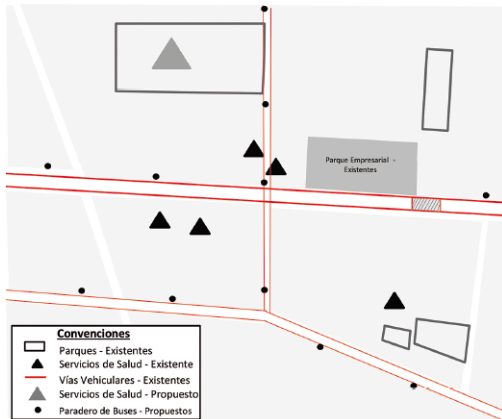 Parque Empresarial -
Existentes
Convenciones
Parques - Existentes
Servicios de Salud - Existente
Vías Vehiculares - Existentes
Servicios de Salud - Propuesto
Paradero de Buses - Propuestos